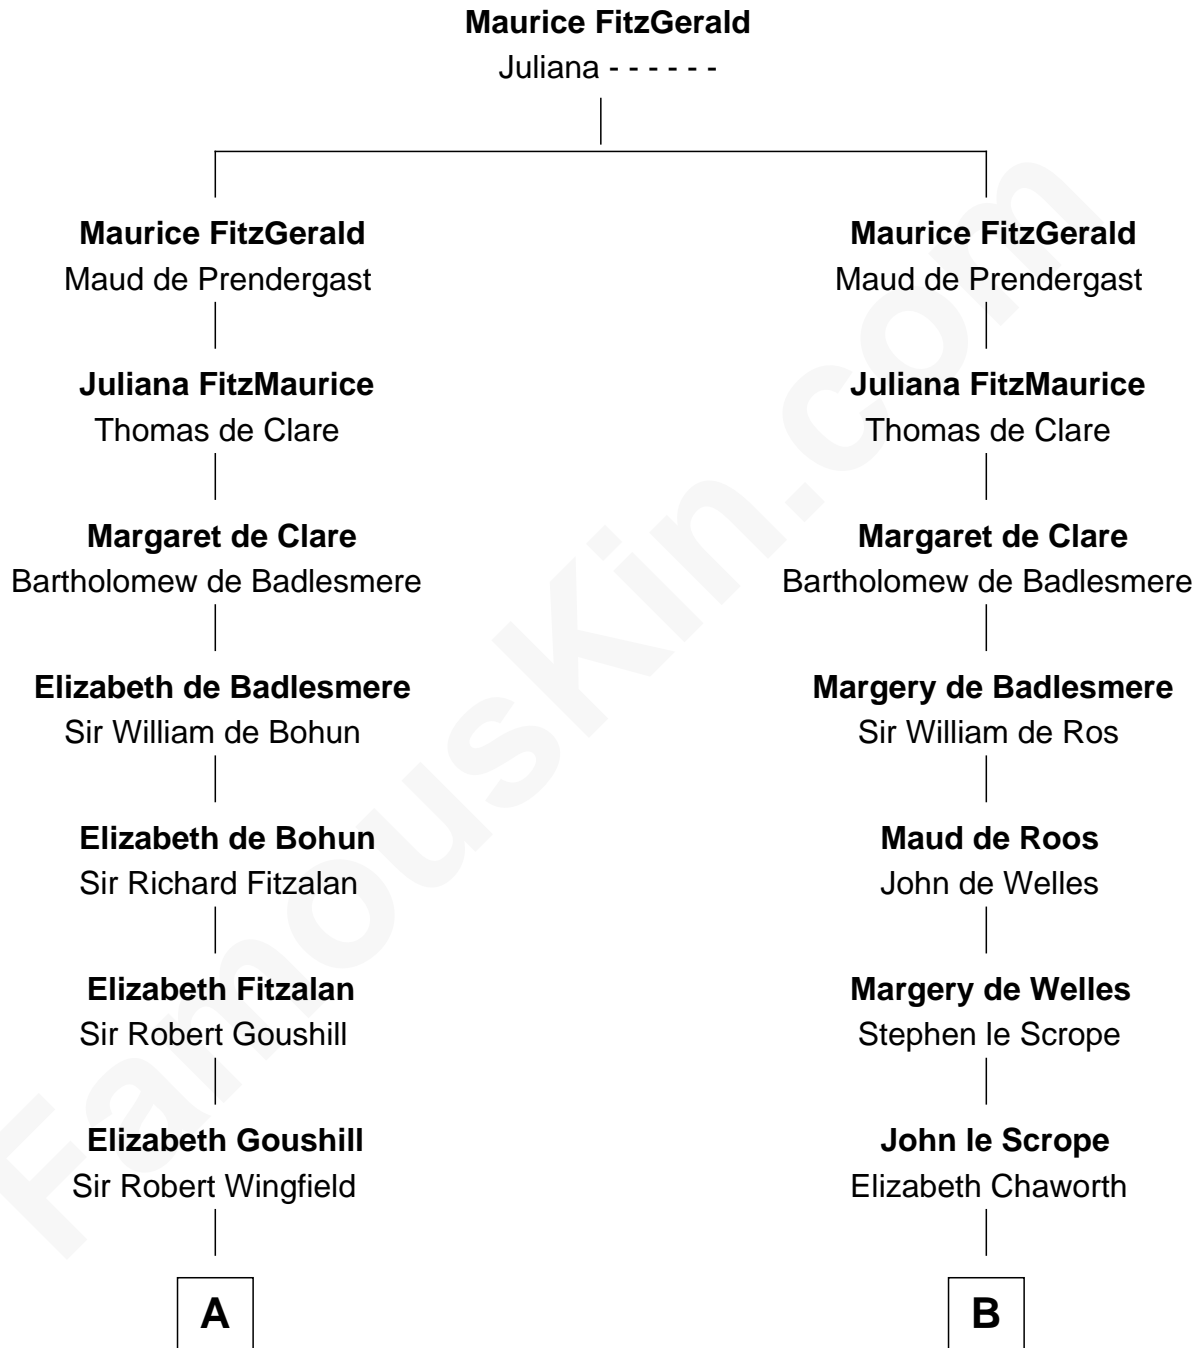 Maurice FitzGerald
Juliana - - - - - -
Maurice FitzGerald
Maud de Prendergast
Juliana FitzMaurice
Thomas de Clare
Margaret de Clare
Bartholomew de Badlesmere
Elizabeth de Badlesmere
Sir William de Bohun
Elizabeth de Bohun
Sir Richard Fitzalan
Elizabeth Fitzalan
Sir Robert Goushill
Elizabeth Goushill
Sir Robert Wingfield
A
Maurice FitzGerald
Maud de Prendergast
Juliana FitzMaurice
Thomas de Clare
Margaret de Clare
Bartholomew de Badlesmere
Margery de Badlesmere
Sir William de Ros
Maud de Roos
John de Welles
Margery de Welles
Stephen le Scrope
John le Scrope
Elizabeth Chaworth
B
FamousKin.com